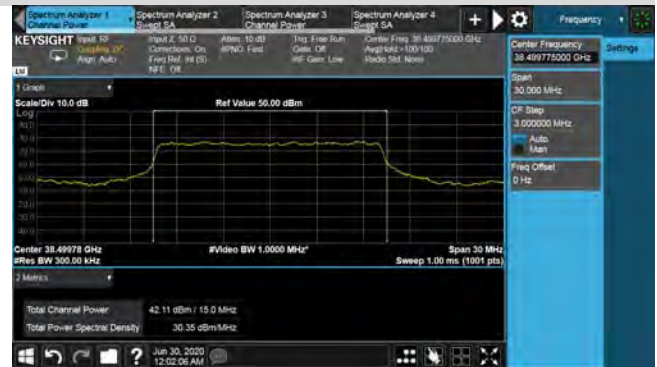 Spectrum Analyzer 1
Channel Power
Spectrum Analyzer 2
Swept SA
Spectrum Analyzer 3
Channel Power
Spectrum Analyzer 4
Swept SA
+
Frequency
KEYSIGHT
Input: RF
Coupling: DC
Align: Auto
Input Z: 50 Ω
Corrections: On
Freq Ref: Int (S)
NFE: Off
Atten: 10 dB
#PNO: Fast
Trig: Free Run
Gate: Off
#IF Gain: Low
Center Freq: 38.499775000 GHz
Avg|Hold:>100/100
Radio Std: None
LM
Center Frequency
38.499775000 GHz
Settings
Span
30.000 MHz
CF Step
3.000000 MHz
Auto
Man
Freq Offset
0 Hz
1 Graph
Scale/Div 10.0 dB
Ref Value 50.00 dBm
Log
Center 38.49978 GHz
#Video BW 1.0000 MHz*
Span 30 MHz
#Res BW 300.00 kHz
Sweep 1.00 ms (1001 pts)
2 Metrics
Total Channel Power
42.11 dBm / 15.0 MHz
Total Power Spectral Density
30.35 dBm/MHz
?
Jun 30, 2020
12:02:06 AM